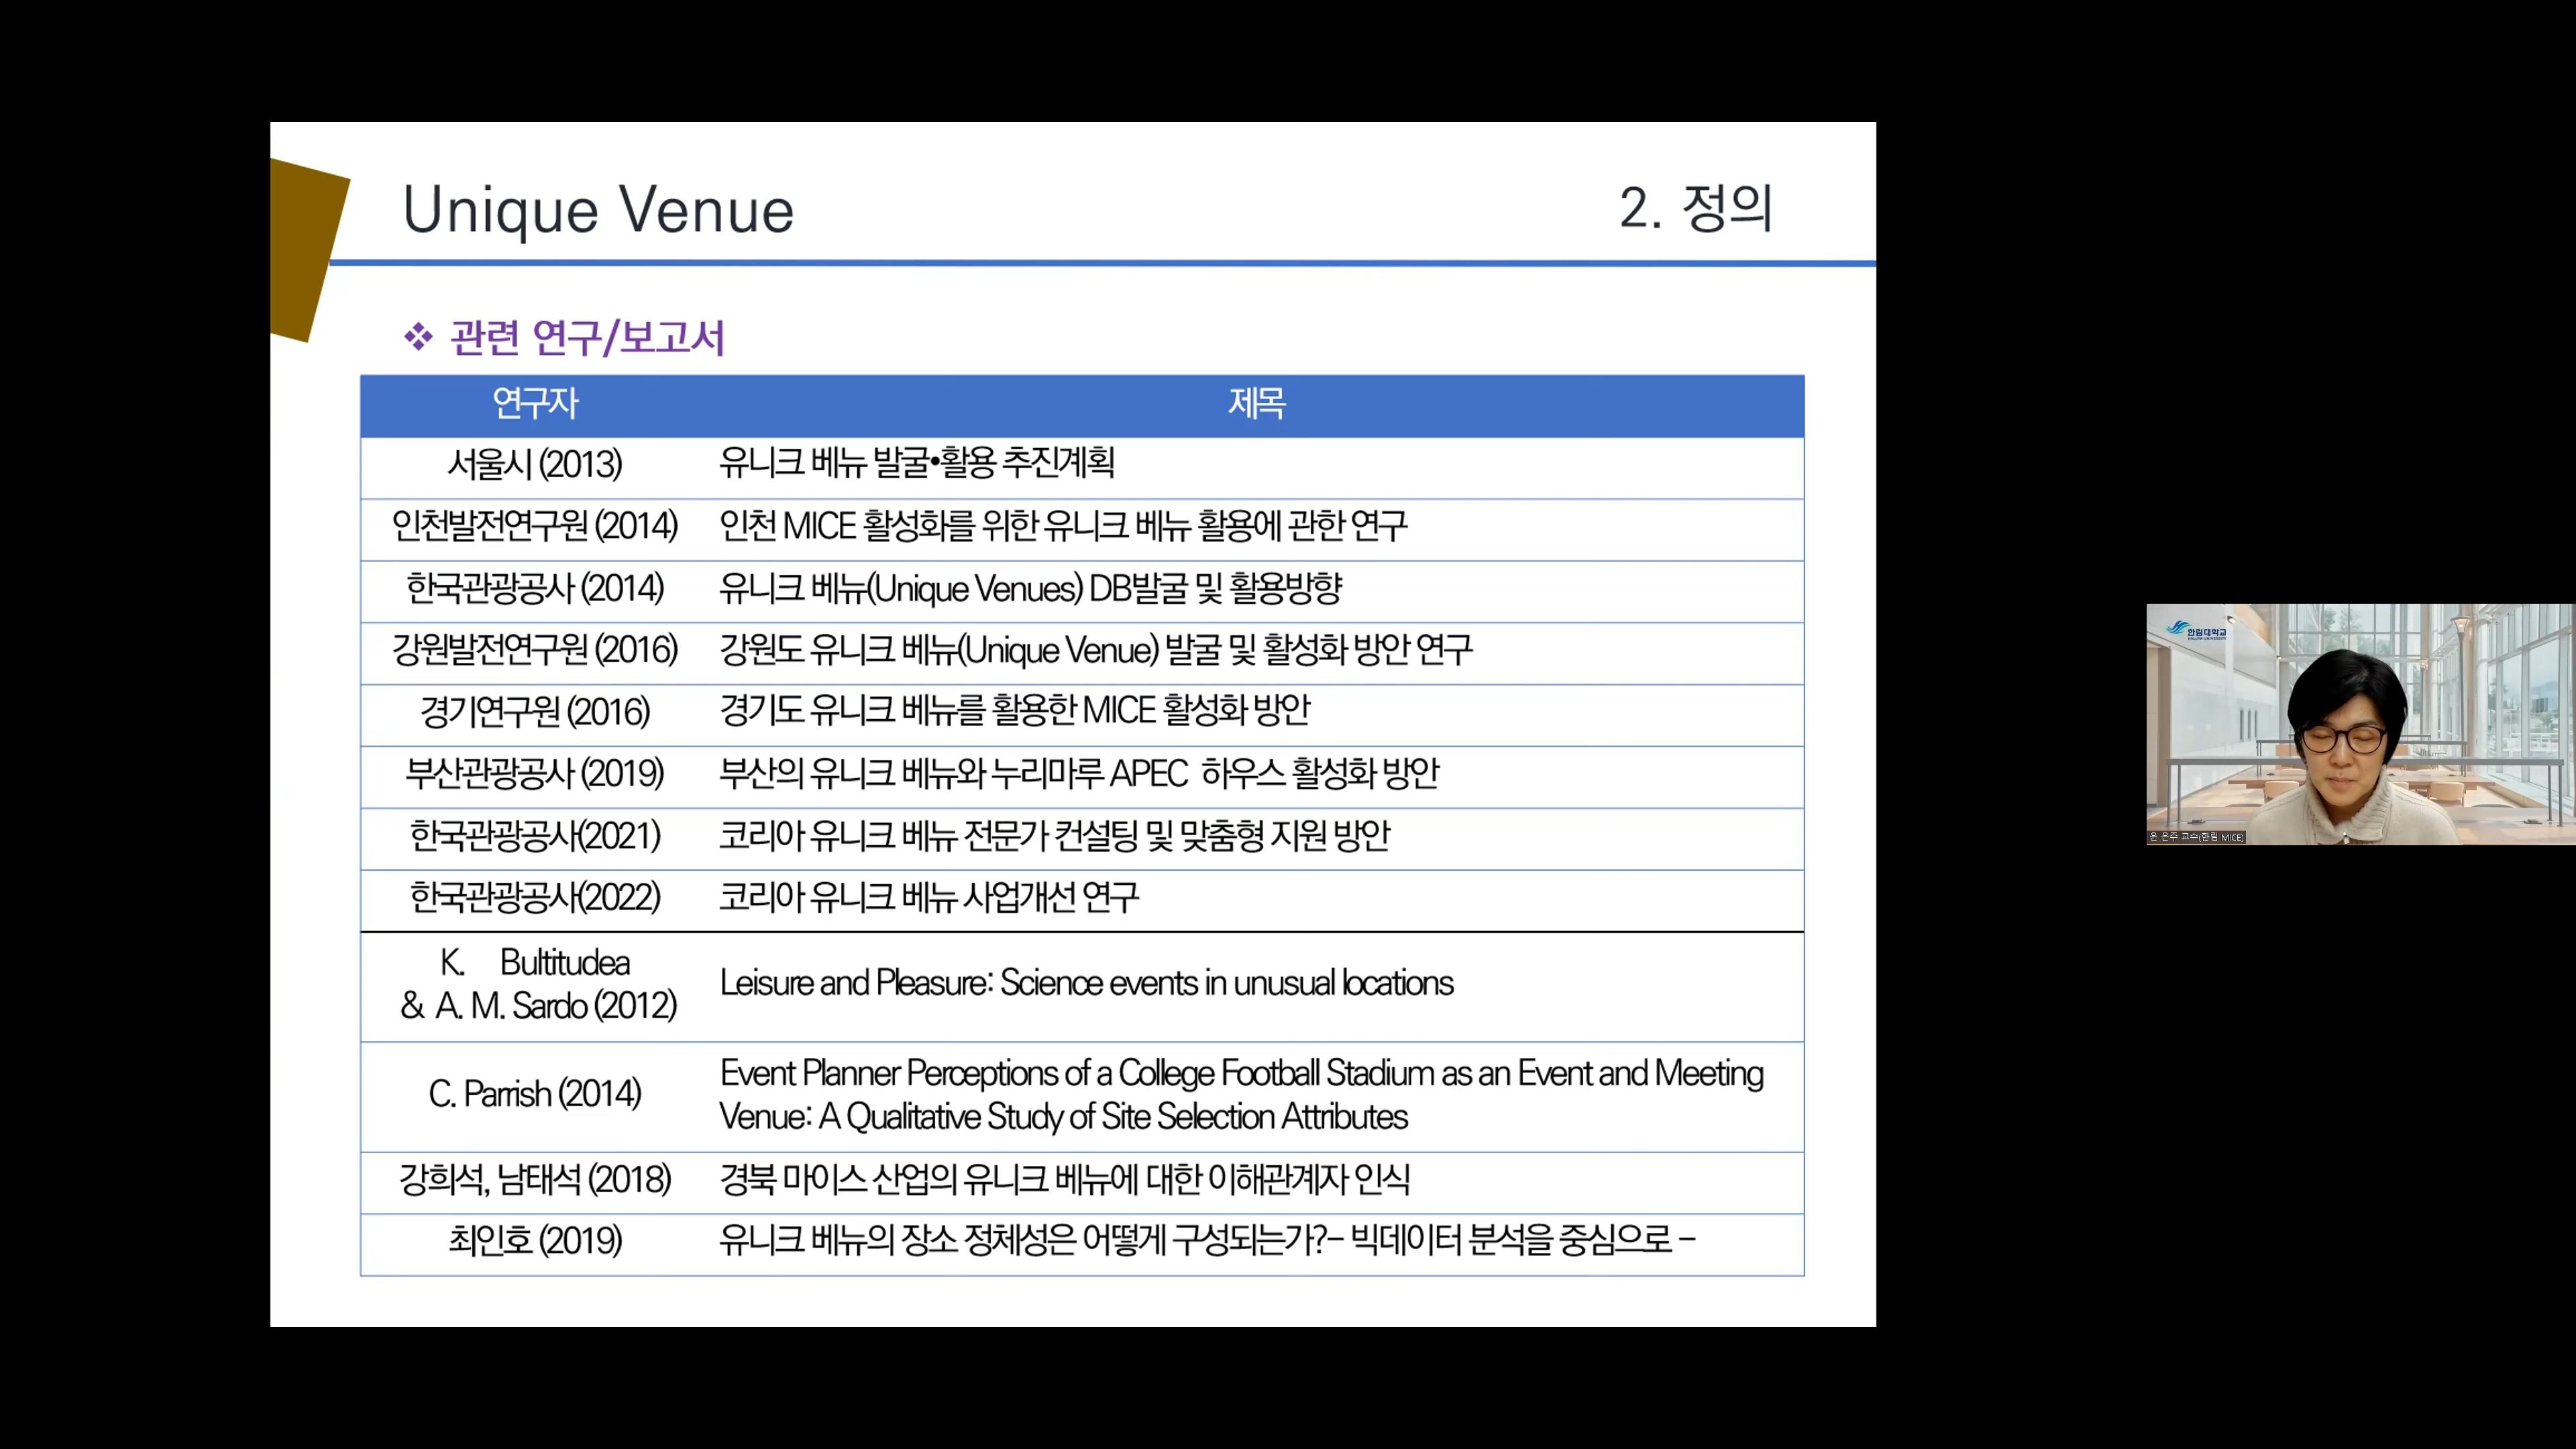 Unique Venue
2. 정의
❖ 관련 연구/보고서
연구자 제목
서울시 (2013) 유니크 베뉴 발굴•활용 추진계획
인천발전연구원 (2014) 인천 MICE 활성화를 위한 유니크 베뉴 활용에 관한 연구
한국관광공사 (2014) 유니크 베뉴(Unique Venues) DB발굴 및 활용방향
강원발전연구원 (2016) 강원도 유니크 베뉴(Unique Venue) 발굴 및 활성화 방안 연구
경기연구원 (2016) 경기도 유니크 베뉴를 활용한 MICE 활성화 방안
부산관광공사 (2019) 부산의 유니크 베뉴와 누리마루 APEC 하우스 활성화 방안
한국관광공사(2021) 코리아 유니크 베뉴 전문가 컨설팅 및 맞춤형 지원 방안
한국관광공사(2022) 코리아 유니크 베뉴 사업개선 연구
K. Bultitudea
& A. M. Sardo (2012)
Leisure and Pleasure: Science events in unusual locations
C. Parrish (2014)
Event Planner Perceptions of a College Football Stadium as an Event and Meeting
Venue: A Qualitative Study of Site Selection Attributes
강희석, 남태석 (2018) 경북 마이스 산업의 유니크 베뉴에 대한 이해관계자 인식
최인호 (2019) 유니크 베뉴의 장소 정체성은 어떻게 구성되는가?– 빅데이터 분석을 중심으로 –
한림대학교
HALLYM UNIVERSITY
윤 은주 교수(한림 MICE)